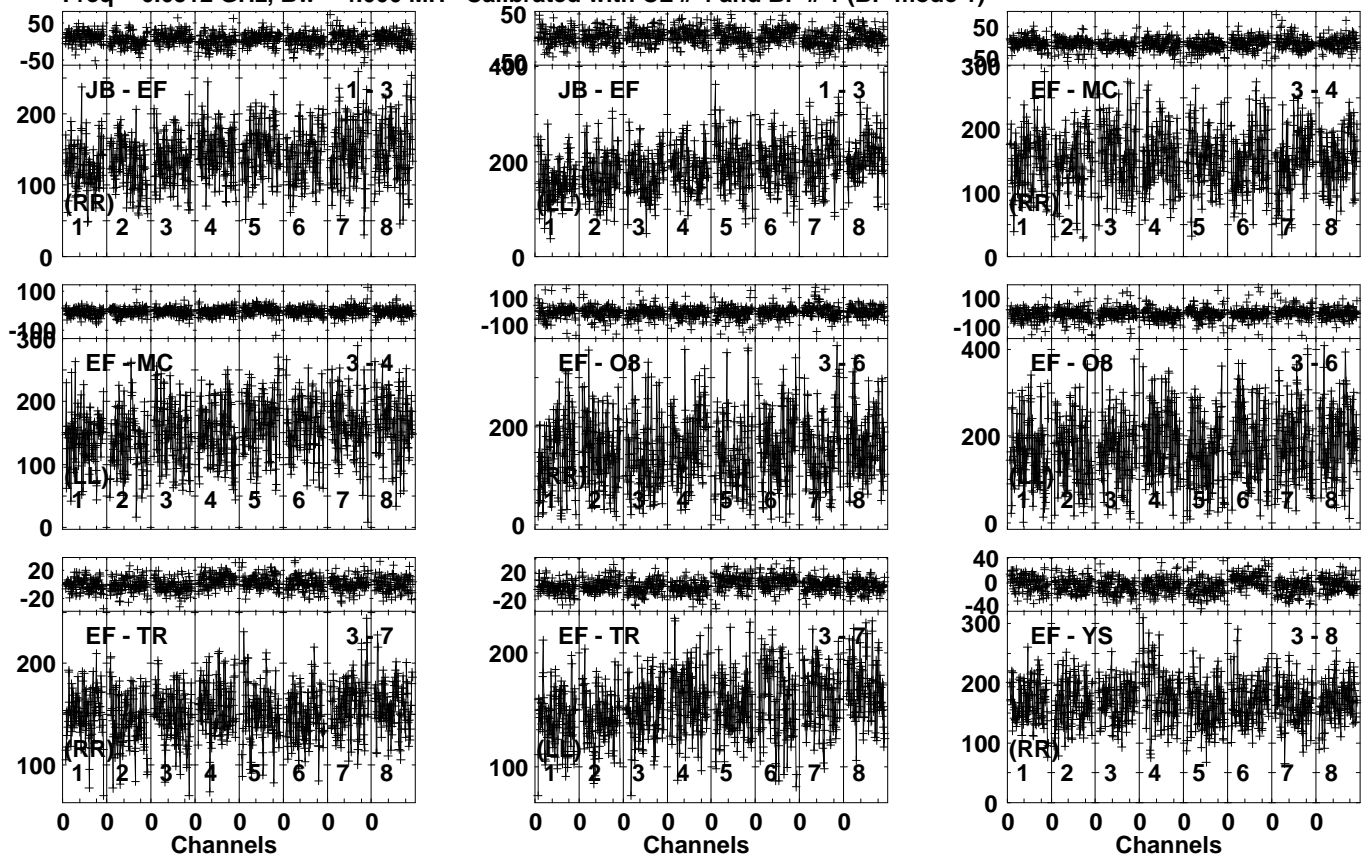 GHz, Calibrated with and mode
50 50 50
-50 50 50
400 300
JB - EF 1 - 3 JB - EF 1 - 3 EF - MC 3 - 4
200 200 200
100 100
(RR) (LL) (RR)
1 2 3 4 5 6 7 8 1 2 3 4 5 6 7 8 1 2 3 4 5 6 7 8
0 0 0
100 100 100
-100 -100 -100
300 400
EF - MC 3 - 4 EF - O8 3 - 6 EF - O8 3 - 6
200 200 200
100
(LL) (RR) (LL)
1 2 3 4 5 6 7 8 1 2 3 4 5 6 7 8 1 2 3 4 5 6 7 8
0 0 0
20 20 40
0
-20 -20 -40
300
EF - TR 3 - 7 EF - TR 3 - 7 EF - YS 3 - 8
200 200 200
(RR) (LL) (RR)
100 100 100
1 2 3 4 5 6 7 8 1 2 3 4 5 6 7 8 1 2 3 4 5 6 7 8
0
0 0 0 0 0 0 0 0 0 0 0 0 0 0 0 0 0 0 0 0 0 0 0 0
Channels Channels Channels